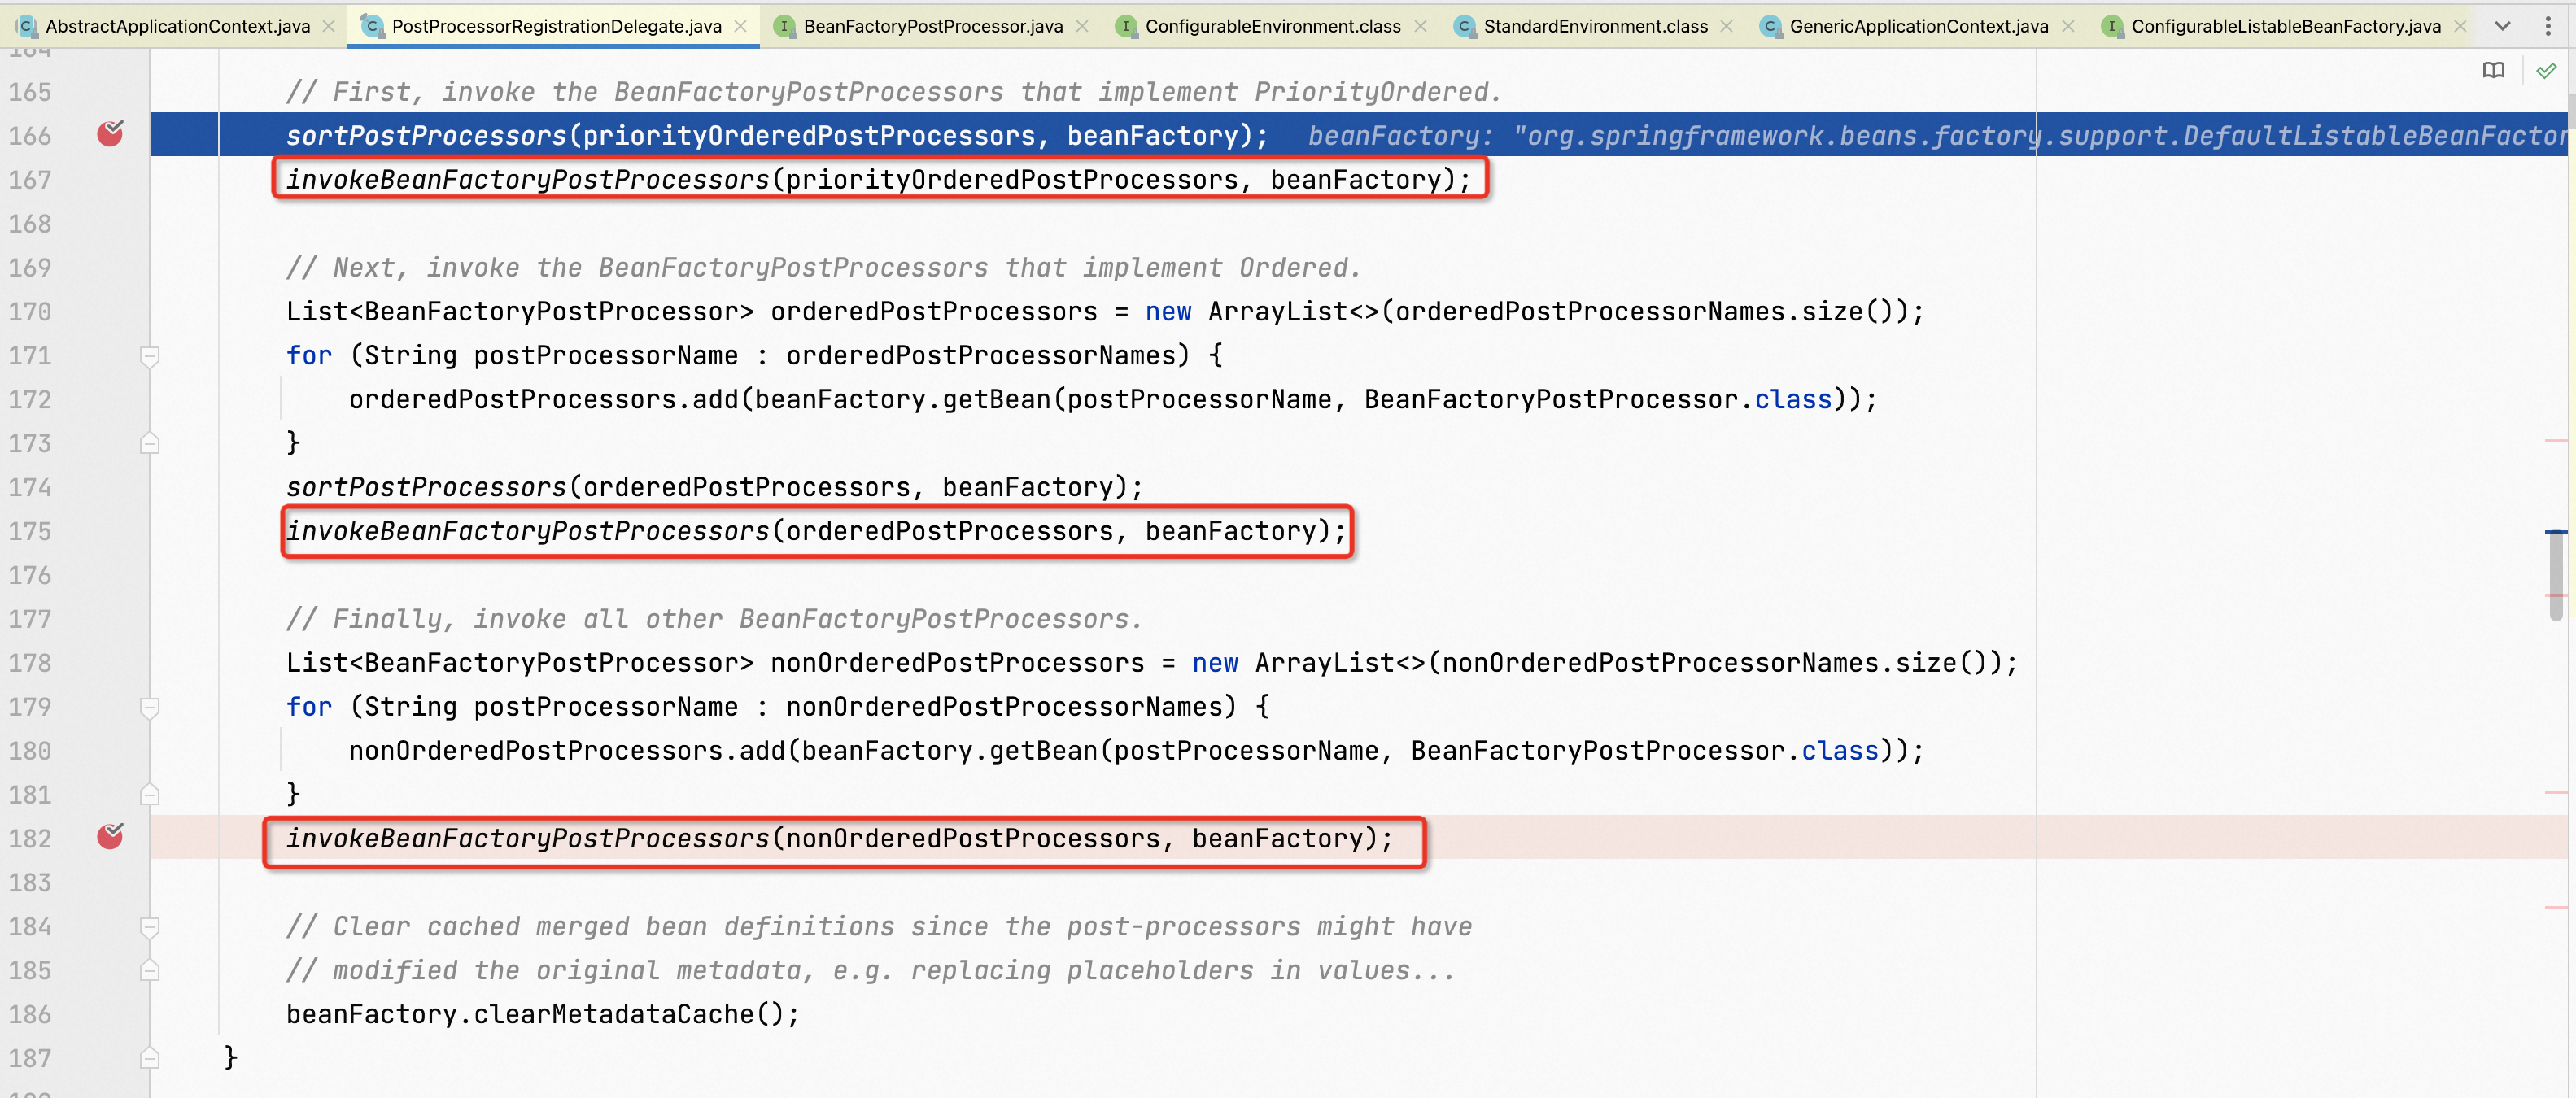 AbstractApplicationContext.java PostProcessorRegistrationDelegate.java BeanFactoryPostProcessor.java ConfigurableEnvironment.class StandardEnvironment.class GenericApplicationContext.java ConfigurableListableBeanFactory.java
164
165 // First, invoke the BeanFactoryPostProcessors that implement PriorityOrdered.
166 sortPostProcessors(priorityOrderedPostProcessors, beanFactory); beanFactory: "org.springframework.beans.factory.support.DefaultListableBeanFactor
167 invokeBeanFactoryPostProcessors(priorityOrderedPostProcessors, beanFactory);
168
169 // Next, invoke the BeanFactoryPostProcessors that implement Ordered.
170 List<BeanFactoryPostProcessor> orderedPostProcessors = new ArrayList<>(orderedPostProcessorNames.size());
171 for (String postProcessorName : orderedPostProcessorNames) {
172 orderedPostProcessors.add(beanFactory.getBean(postProcessorName, BeanFactoryPostProcessor.class));
173 }
174 sortPostProcessors(orderedPostProcessors, beanFactory);
175 invokeBeanFactoryPostProcessors(orderedPostProcessors, beanFactory);
176
177 // Finally, invoke all other BeanFactoryPostProcessors.
178 List<BeanFactoryPostProcessor> nonOrderedPostProcessors = new ArrayList<>(nonOrderedPostProcessorNames.size());
179 for (String postProcessorName : nonOrderedPostProcessorNames) {
180 nonOrderedPostProcessors.add(beanFactory.getBean(postProcessorName, BeanFactoryPostProcessor.class));
181 }
182 invokeBeanFactoryPostProcessors(nonOrderedPostProcessors, beanFactory);
183
184 // Clear cached merged bean definitions since the post-processors might have
185 // modified the original metadata, e.g. replacing placeholders in values...
186 beanFactory.clearMetadataCache();
187 }